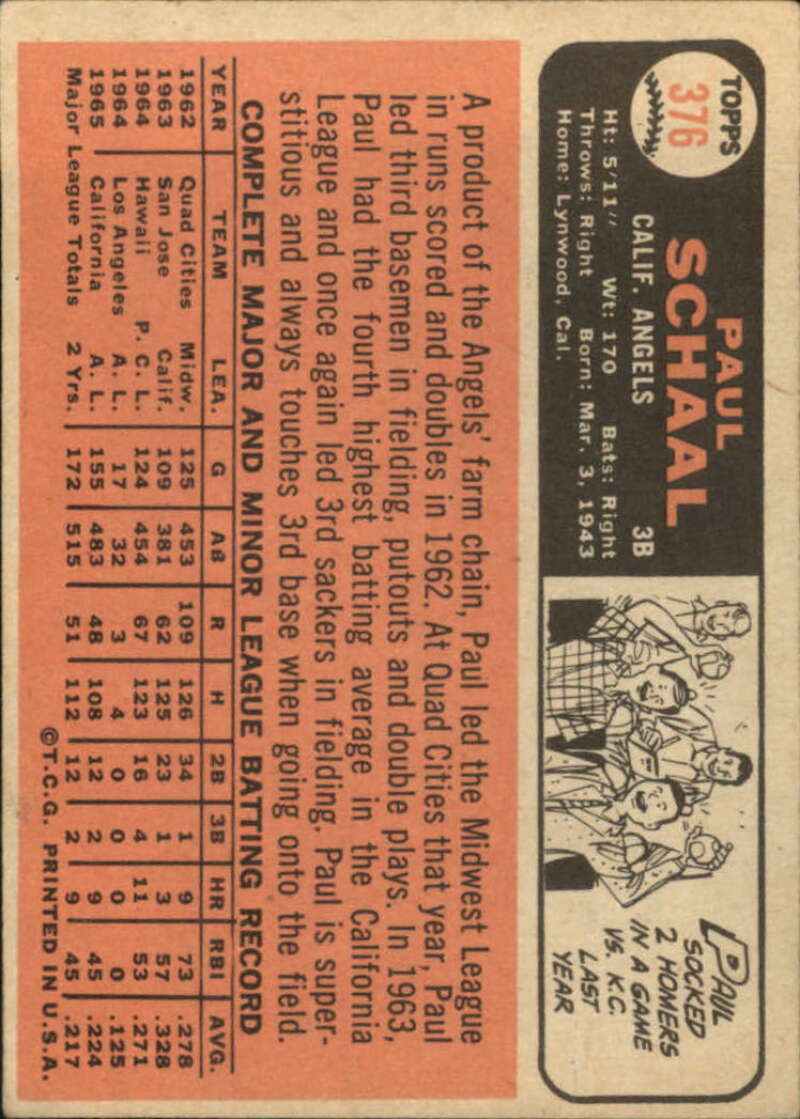 TOPPS
376
PAUL
SCHAAL
CALIF. ANGELS 3B
Ht: 5'11" Wt: 170 Bats: Right
Throws: Right Born: Mar. 3, 1943
Home: Lynwood, Cal.
PAUL
SOCKED
2 HOMERS
IN A GAME
VS. K.C.
LAST
YEAR
A product of the Angels' farm chain, Paul led the Midwest League
in runs scored and doubles in 1962. At Quad Cities that year, Paul
led third basemen in fielding, putouts and double plays. In 1963,
Paul had the fourth highest batting average in the California
League and once again led 3rd sackers in fielding. Paul is super-
stitious and always touches 3rd base when going onto the field.
COMPLETE MAJOR AND MINOR LEAGUE BATTING RECORD
YEAR TEAM LEA. G AB R H 2B 3B HR RBI AVG.
1962 Quad Cities Midw. 125 453 109 126 34 1 9 73 .278
1963 San Jose Calif. 109 381 62 125 23 1 3 57 .328
1964 Hawaii P. C. L. 124 454 67 123 16 4 11 53 .271
1964 Los Angeles A. L. 17 32 3 4 0 0 0 0 .125
1965 California A. L. 155 483 48 108 12 2 9 45 .224
Major League Totals 2 Yrs. 172 515 51 112 12 2 9 45 .217
©T.C.G. PRINTED IN U.S.A.